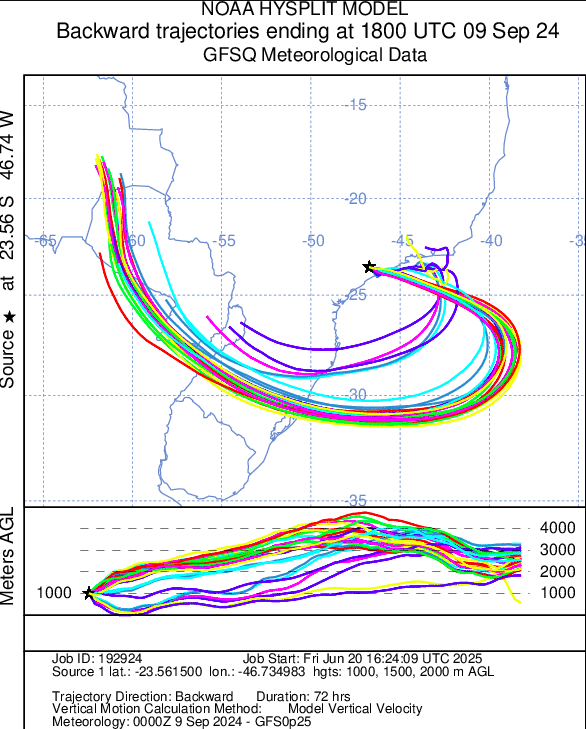 NOAA HYSPLIT MODEL
Backward trajectories ending at 1800 UTC 09 Sep 24
GFSQ Meteorological Data
Source ★ at 23.56 S 46.74 W
-15
-20
-65 -55 -50 -45 -40 -35
-25
-30
-35
Meters AGL
4000
3000
2000
1000 1000
Job ID: 192924 Job Start: Fri Jun 20 16:24:09 UTC 2025
Source 1 lat.: -23.561500 lon.: -46.734983 hgts: 1000, 1500, 2000 m AGL
Trajectory Direction: Backward Duration: 72 hrs
Vertical Motion Calculation Method: Model Vertical Velocity
Meteorology: 0000Z 9 Sep 2024 - GFS0p25